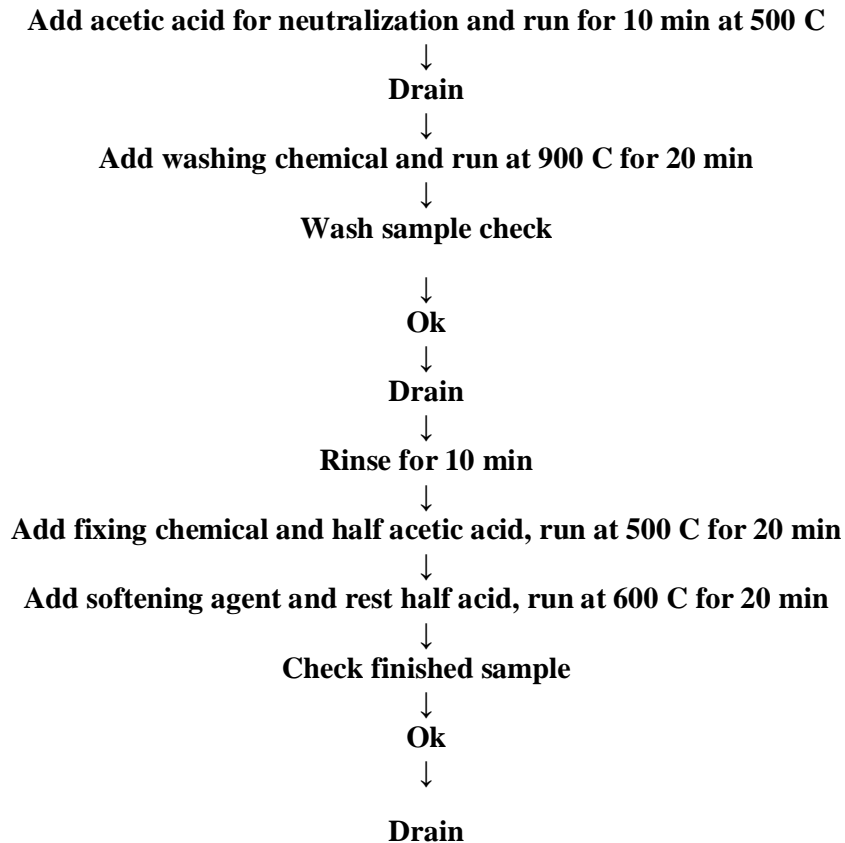 Add acetic acid for neutralization and run for 10 min at 500 C
↓
Drain
↓
Add washing chemical and run at 900 C for 20 min
↓
Wash sample check
↓
Ok
↓
Drain
↓
Rinse for 10 min
↓
Add fixing chemical and half acetic acid, run at 500 C for 20 min
↓
Add softening agent and rest half acid, run at 600 C for 20 min
↓
Check finished sample
↓
Ok
↓
Drain